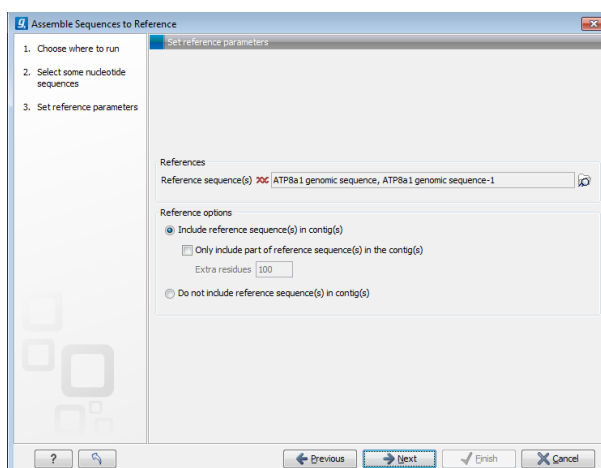 Assemble Sequences to Reference
1. Choose where to run
2. Select some nucleotide
sequences
3. Set reference parameters
Set reference parameters
References
Reference sequence(s) ATP8a1 genomic sequence, ATP8a1 genomic sequence-1
Reference options
Include reference sequence(s) in contig(s)
Only include part of reference sequence(s) in the contig(s)
Extra residues 100
Do not include reference sequence(s) in contig(s)
? Previous Next Finish Cancel